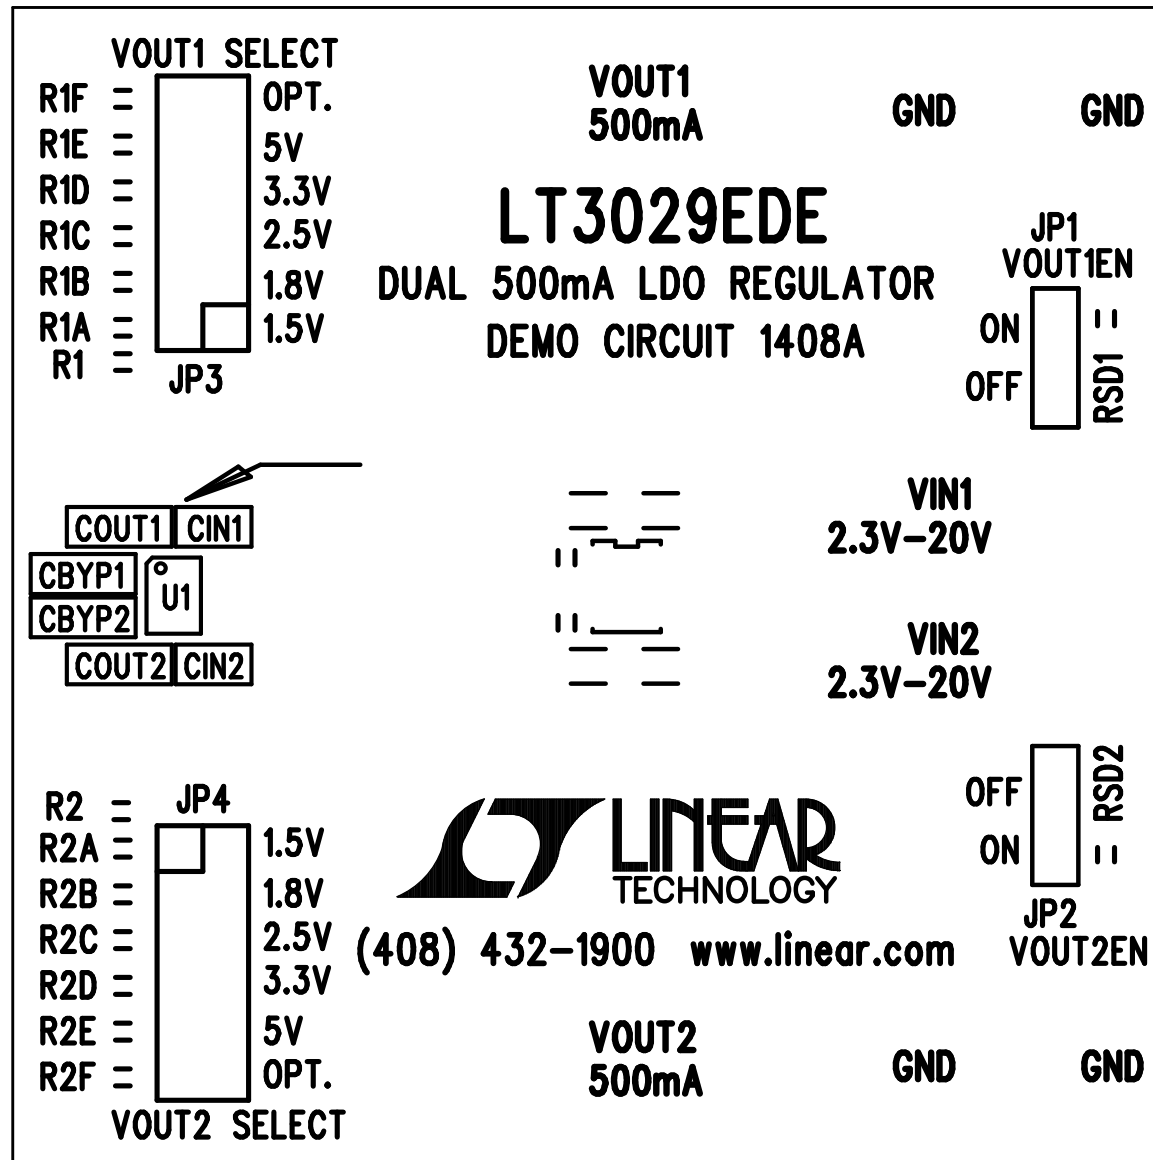 VOUT1 SELECT
R1F
OPT.
R1E
5V
R1D
3.3V
R1C
2.5V
R1B
1.8V
R1A
1.5V
R1
JP3
VOUT1
500mA
GND
GND
LT3029EDE
DUAL 500mA LDO REGULATOR
DEMO CIRCUIT 1408A
JP1
VOUT1EN
ON
OFF
RSD1
COUT1
CIN1
CBYP1
U1
CBYP2
COUT2
CIN2
VIN1
2.3V-20V
VIN2
2.3V-20V
R2
JP4
R2A
1.5V
R2B
1.8V
R2C
2.5V
R2D
3.3V
R2E
5V
R2F
OPT.
VOUT2 SELECT
LINEAR
TECHNOLOGY
(408) 432-1900 www.linear.com
OFF
ON
RSD2
JP2
VOUT2EN
VOUT2
500mA
GND
GND